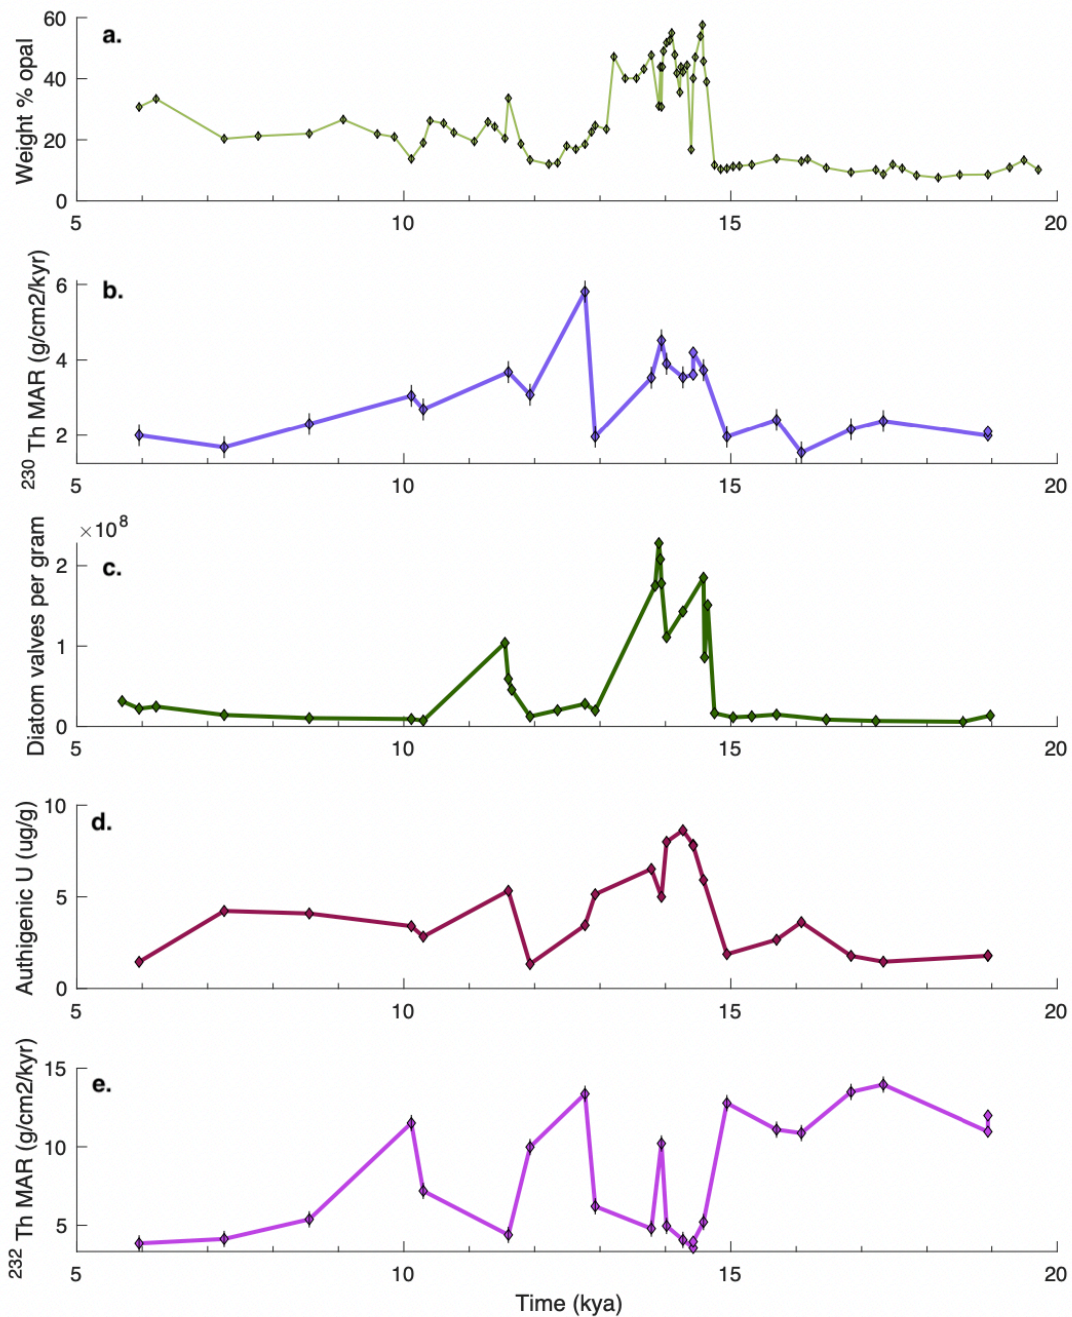 a.
Weight % opal
60
40
20
0
5 10 15 20
b.
230 Th MAR (g/cm2/kyr)
6
4
2
5 10 15 20
×10^8
c.
Diatom valves per gram
2
1
0
5 10 15 20
d.
Authigenic U (ug/g)
10
5
0
5 10 15 20
e.
232 Th MAR (g/cm2/kyr)
15
10
5
5 10 15 20
Time (kya)